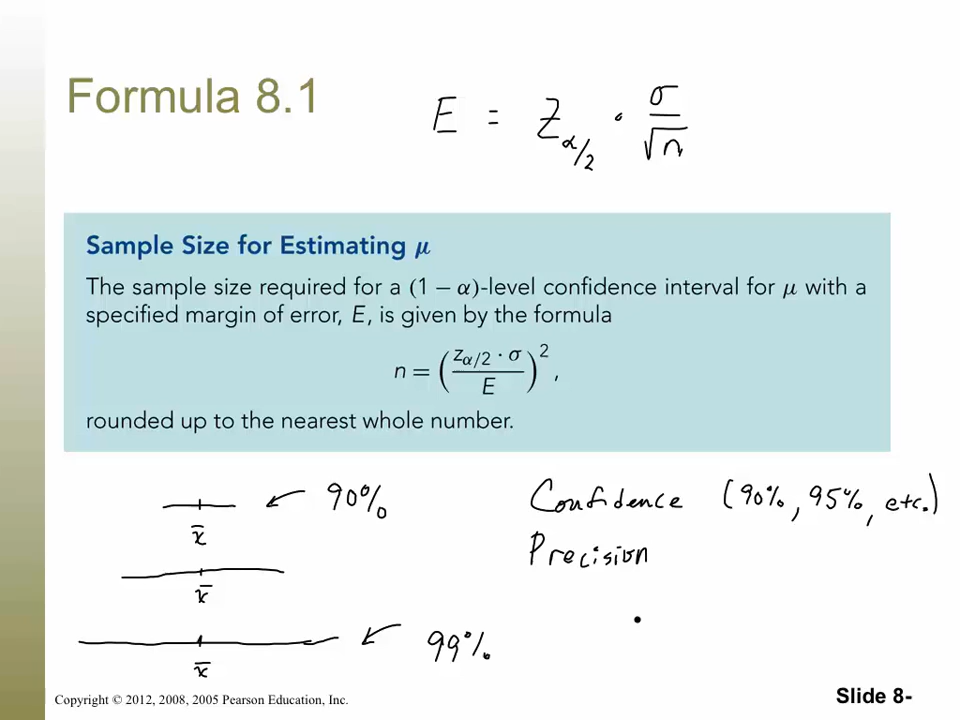 Formula 8.1
E = Z_{α/2} · σ/√n
Sample Size for Estimating μ
The sample size required for a (1 − α)-level confidence interval for μ with a
specified margin of error, E, is given by the formula
n = (z_{α/2} · σ / E)^2,
rounded up to the nearest whole number.
90%
x̄
x̄
99%
x̄
Confidence (90%, 95%, etc.)
Precision
Copyright © 2012, 2008, 2005 Pearson Education, Inc.
Slide 8-